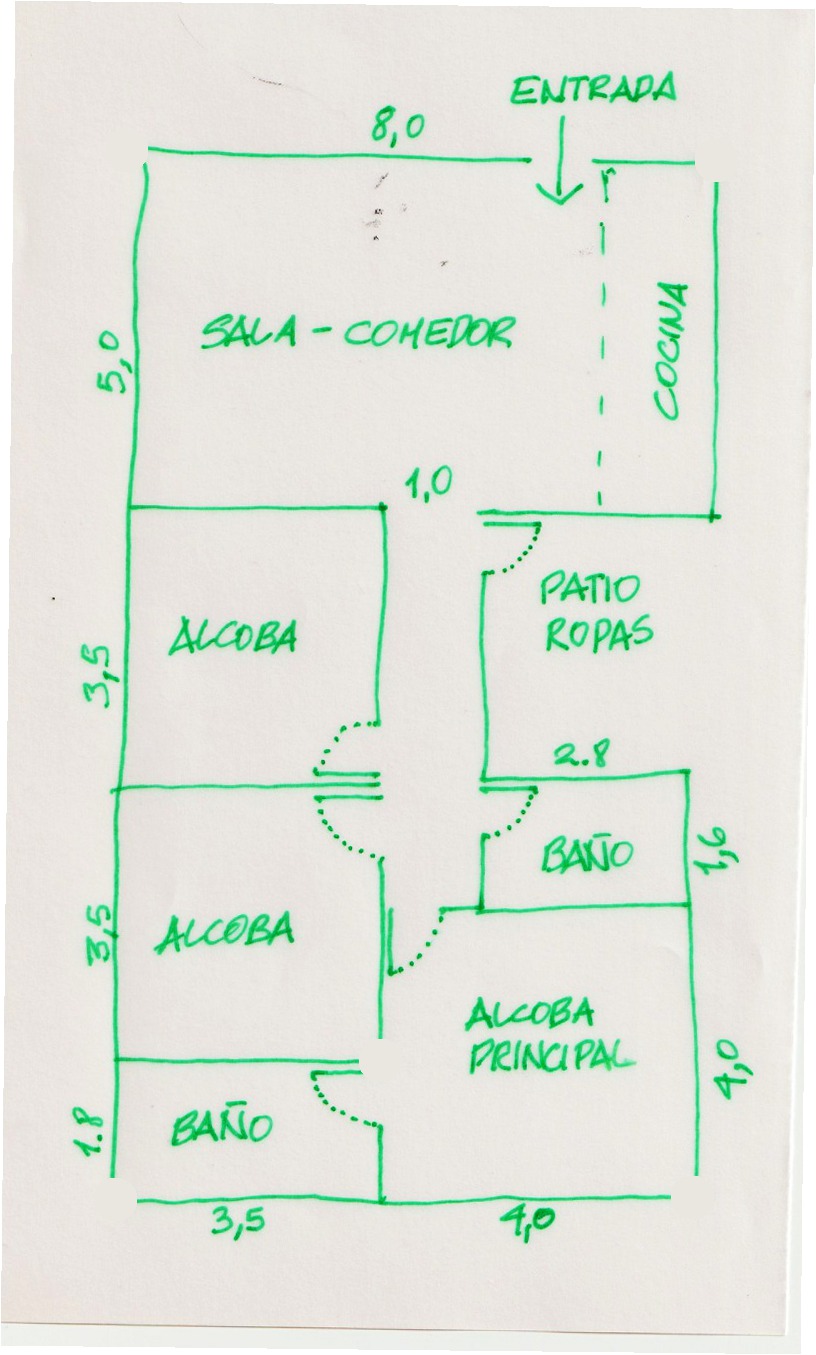 ENTRADA
8,0
SALA - COMEDOR
COCINA
5,0
1,0
PATIO
ROPAS
ALCOBA
3,5
2.8
BAÑO
1,6
ALCOBA
3,5
ALCOBA
PRINCIPAL
4,0
BAÑO
1.8
3,5
4,0